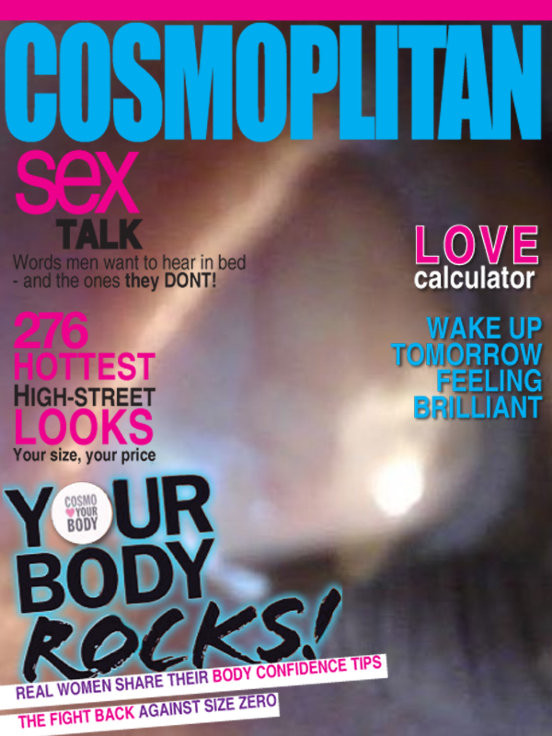 COSMOPLITAN
sex
TALK
Words men want to hear in bed
- and the ones they DONT!
LOVE
calculator
276
HOTTEST
HIGH-STREET
LOOKS
Your size, your price
WAKE UP
TOMORROW
FEELING
BRILLIANT
YOUR
COSMO
♥YOUR
BODY
BODY
ROCKS!
REAL WOMEN SHARE THEIR BODY CONFIDENCE TIPS
THE FIGHT BACK AGAINST SIZE ZERO